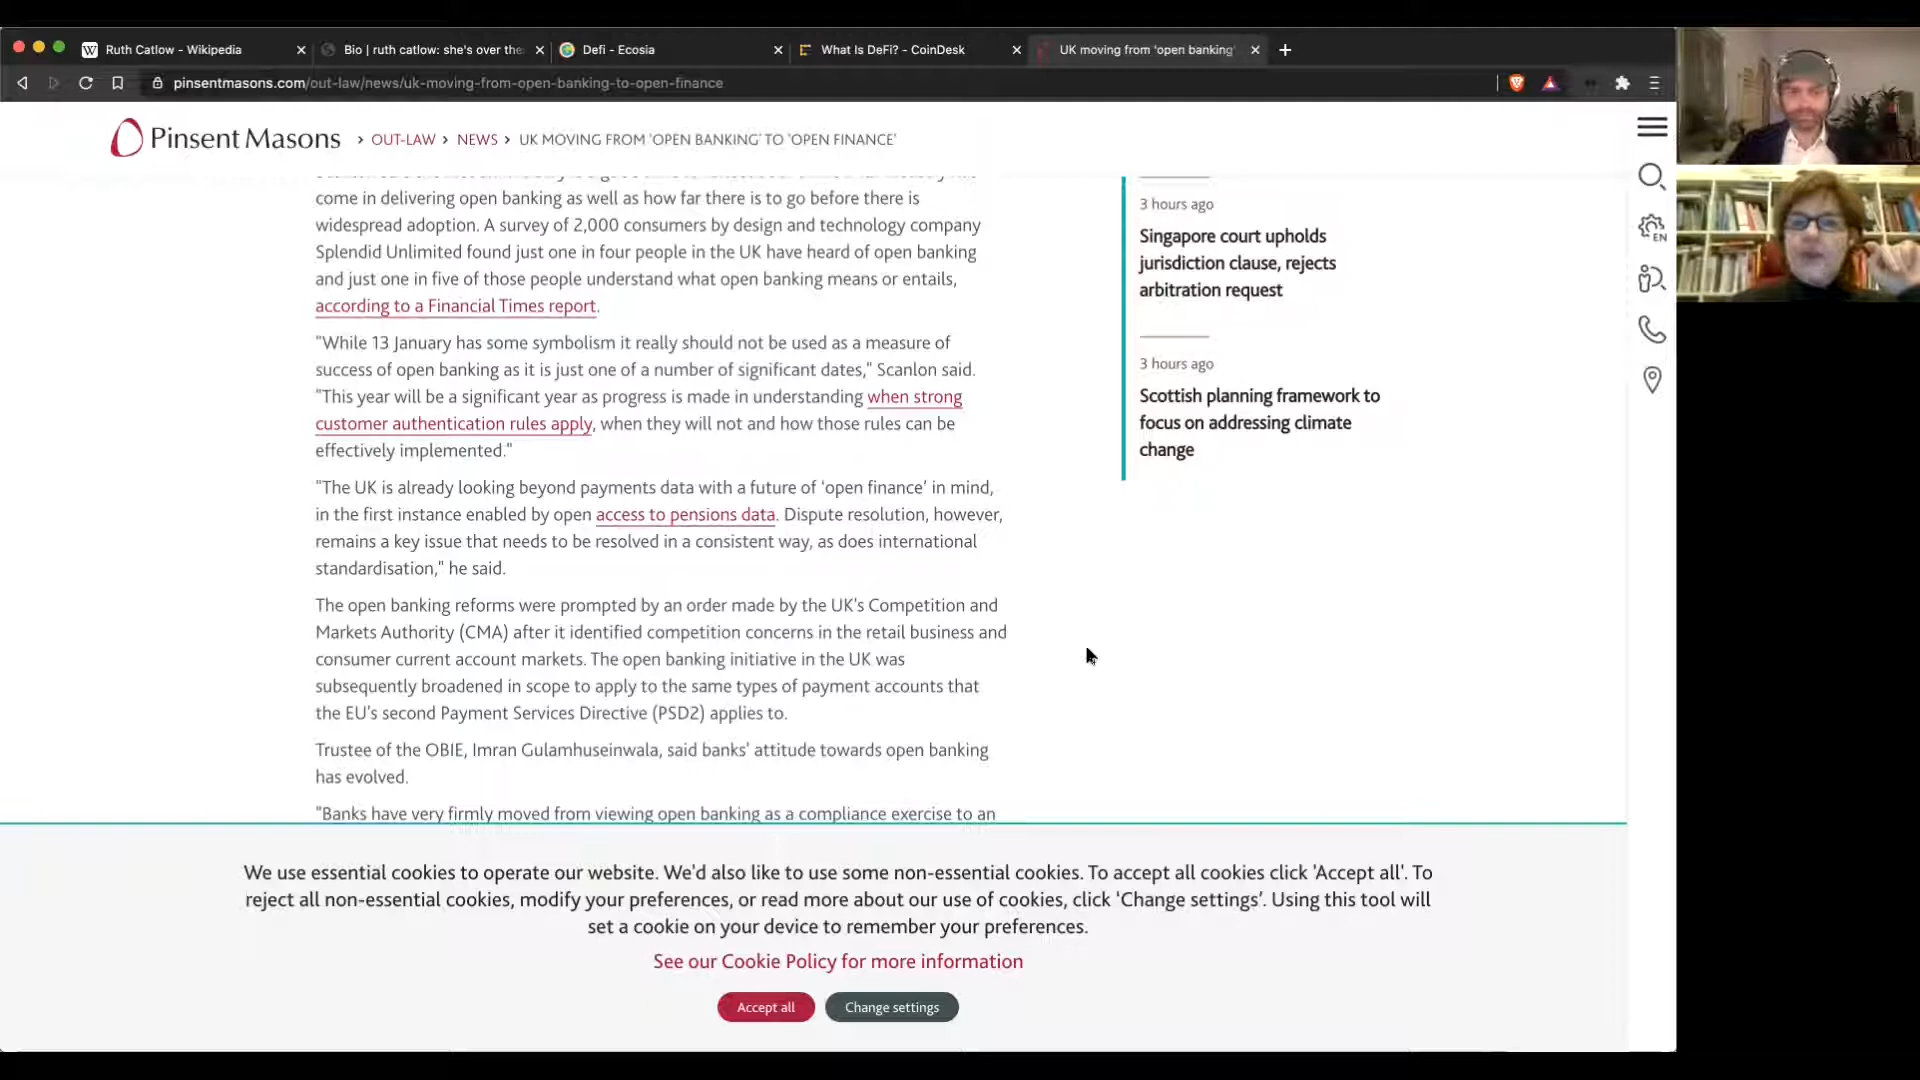 Ruth Catlow - Wikipedia
Bio | ruth catlow: she's over the
Defi - Ecosia
What Is DeFi? - CoinDesk
UK moving from 'open banking'
pinsentmasons.com/out-law/news/uk-moving-from-open-banking-to-open-finance
Pinsent Masons > OUT-LAW > NEWS > UK MOVING FROM 'OPEN BANKING' TO 'OPEN FINANCE'
come in delivering open banking as well as how far there is to go before there is
widespread adoption. A survey of 2,000 consumers by design and technology company
Splendid Unlimited found just one in four people in the UK have heard of open banking
and just one in five of those people understand what open banking means or entails,
according to a Financial Times report.
"While 13 January has some symbolism it really should not be used as a measure of
success of open banking as it is just one of a number of significant dates," Scanlon said.
"This year will be a significant year as progress is made in understanding when strong
customer authentication rules apply, when they will not and how those rules can be
effectively implemented."
"The UK is already looking beyond payments data with a future of 'open finance' in mind,
in the first instance enabled by open access to pensions data. Dispute resolution, however,
remains a key issue that needs to be resolved in a consistent way, as does international
standardisation," he said.
The open banking reforms were prompted by an order made by the UK's Competition and
Markets Authority (CMA) after it identified competition concerns in the retail business and
consumer current account markets. The open banking initiative in the UK was
subsequently broadened in scope to apply to the same types of payment accounts that
the EU's second Payment Services Directive (PSD2) applies to.
Trustee of the OBIE, Imran Gulamhuseinwala, said banks' attitude towards open banking
has evolved.
"Banks have very firmly moved from viewing open banking as a compliance exercise to an
3 hours ago
Singapore court upholds
jurisdiction clause, rejects
arbitration request
3 hours ago
Scottish planning framework to
focus on addressing climate
change
EN
We use essential cookies to operate our website. We'd also like to use some non-essential cookies. To accept all cookies click 'Accept all'. To
reject all non-essential cookies, modify your preferences, or read more about our use of cookies, click 'Change settings'. Using this tool will
set a cookie on your device to remember your preferences.
See our Cookie Policy for more information
Accept all
Change settings